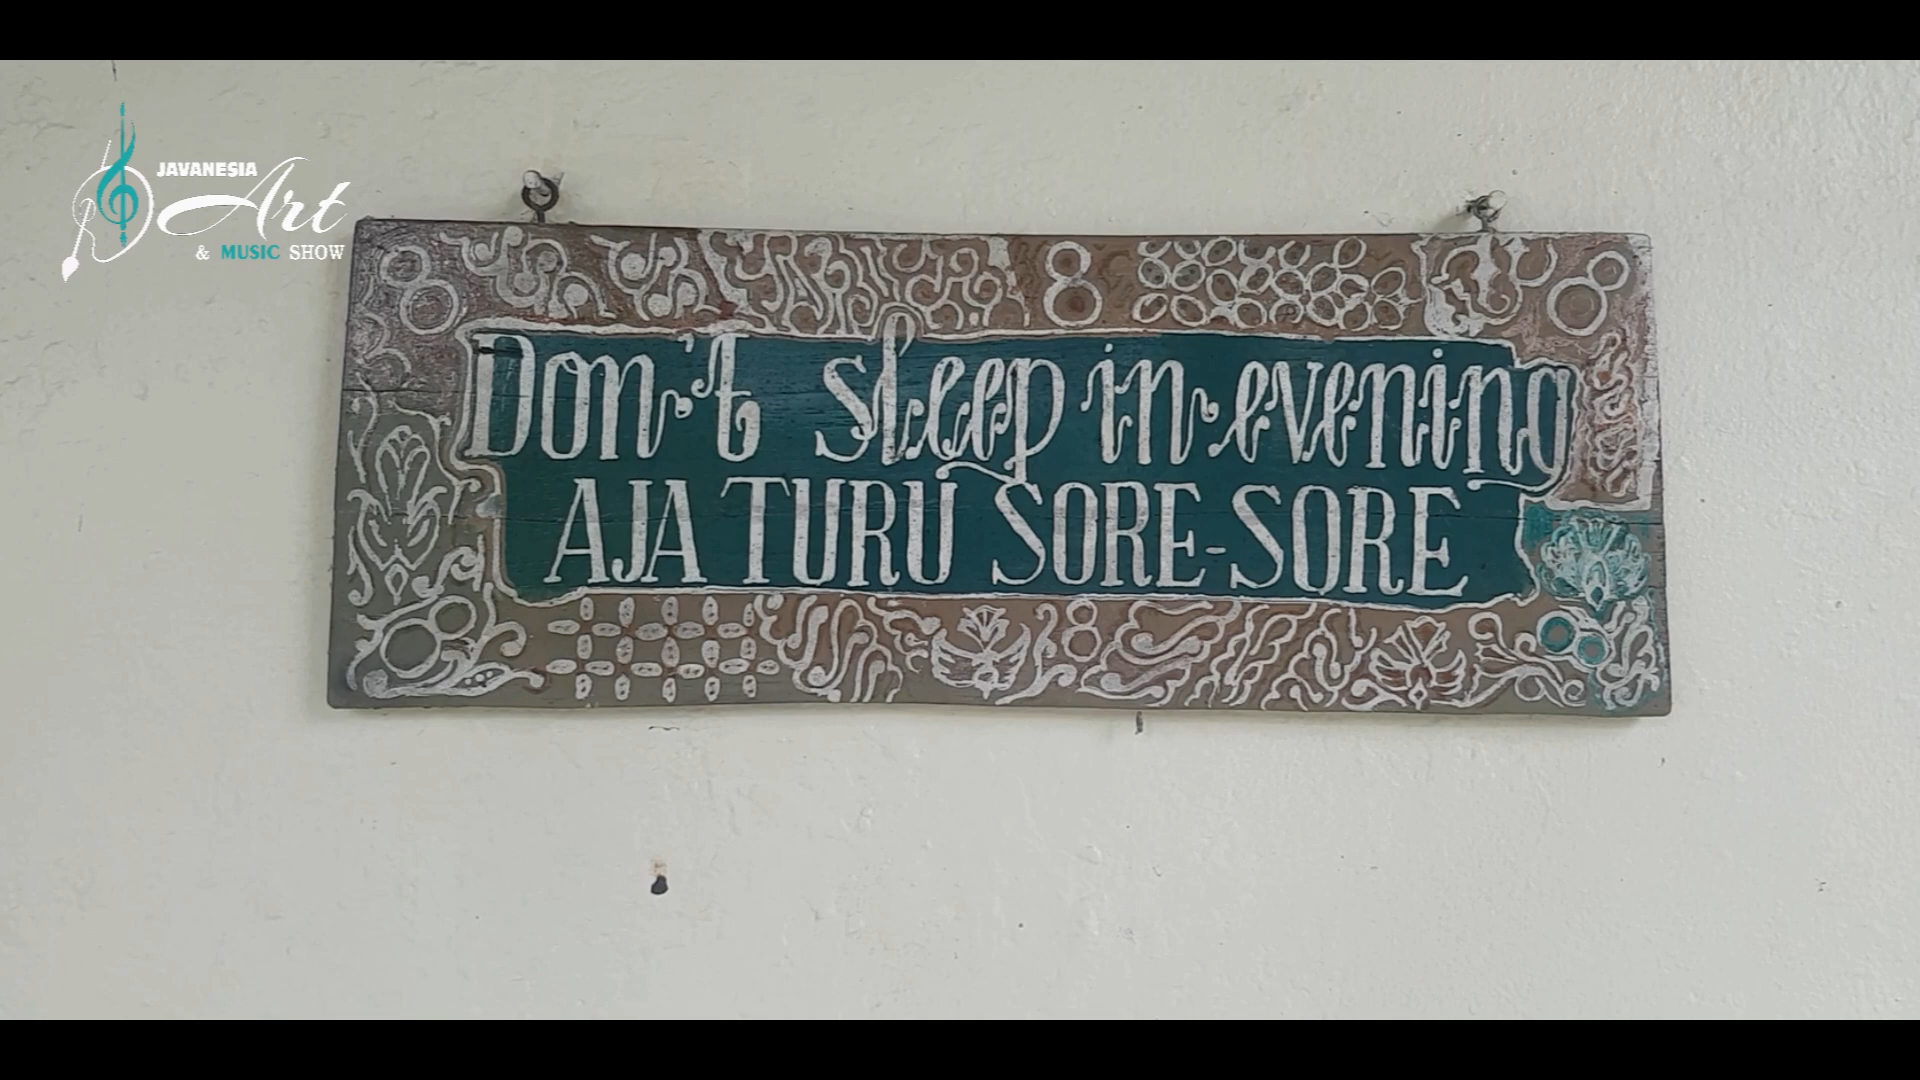 JAVANESIA
Art
& MUSIC SHOW
Don't sleep in evening
AJA TURU SORE-SORE